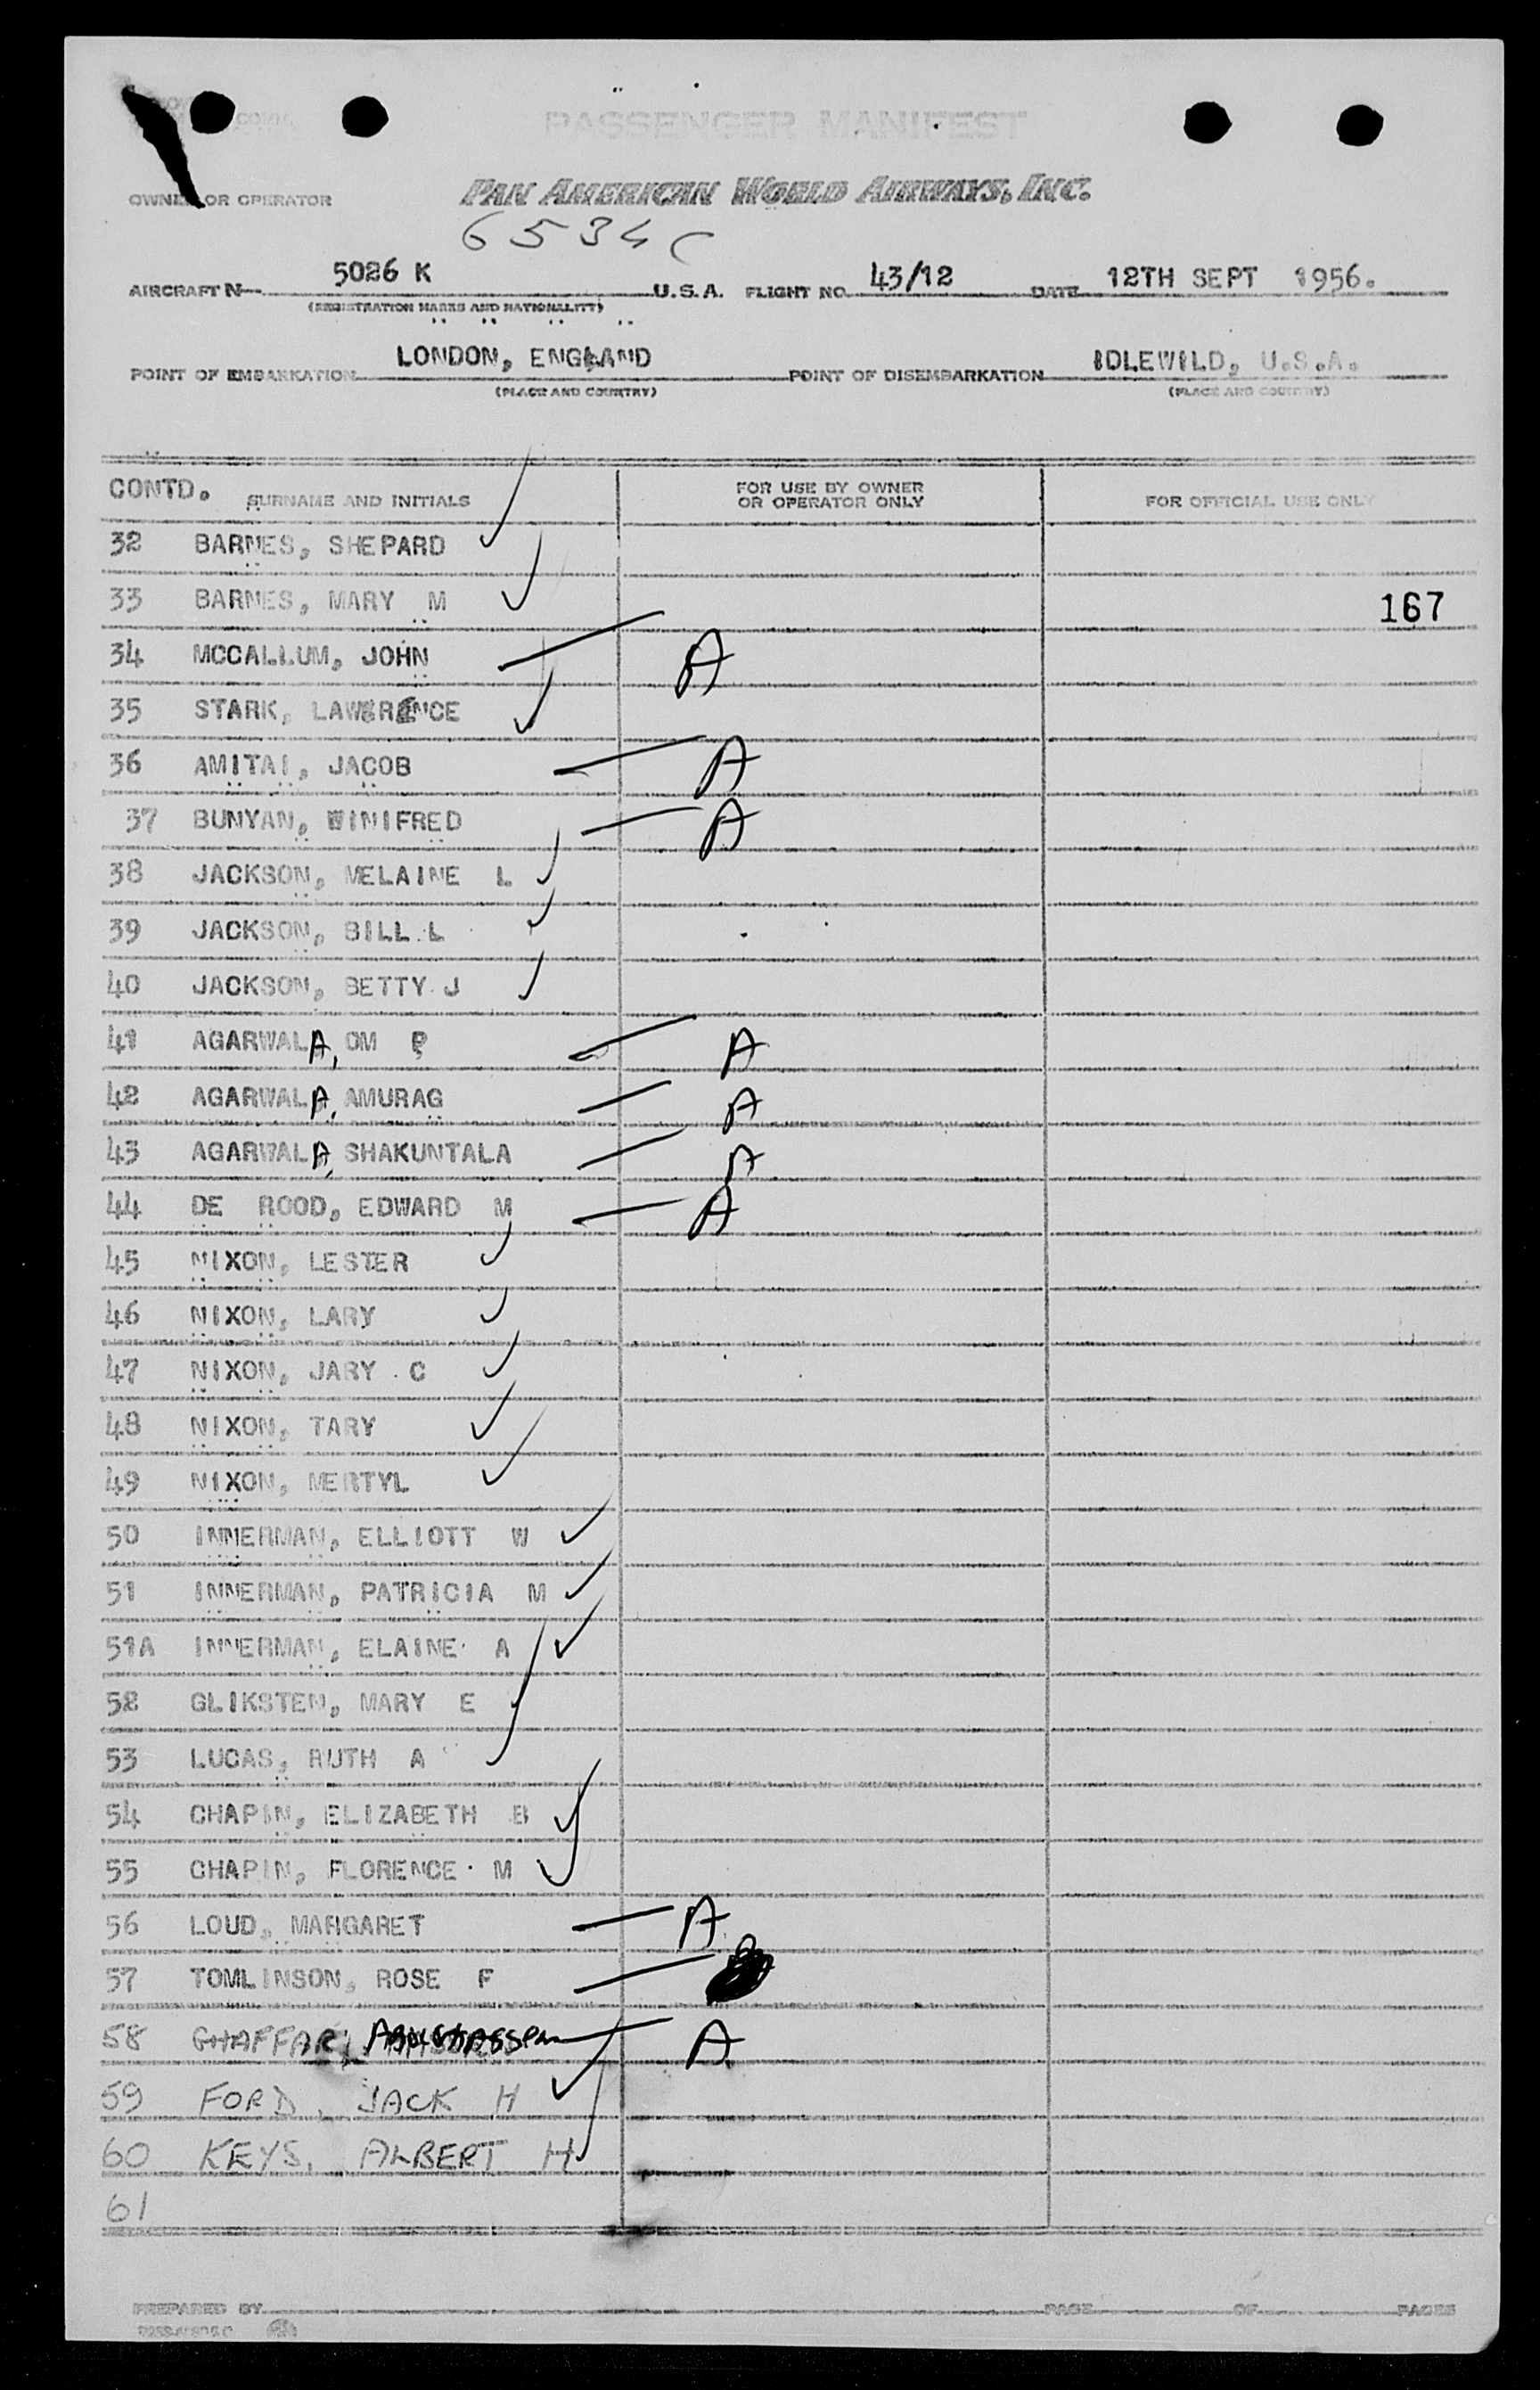 PASSENGER MANIFEST
OWNER OR OPERATOR PAN AMERICAN WORLD AIRWAYS, INC.
6534C
AIRCRAFT N 5026 K U.S.A. FLIGHT NO. 43/12 DATE 12TH SEPT 1956.
(REGISTRATION MARKS AND NATIONALITY)
POINT OF EMBARKATION LONDON, ENGLAND POINT OF DISEMBARKATION IDLEWILD, U.S.A.
(PLACE AND COUNTRY) (PLACE AND COUNTRY)
CONTD. SURNAME AND INITIALS FOR USE BY OWNER OR OPERATOR ONLY FOR OFFICIAL USE ONLY
32 BARNES, SHEPARD
33 BARNES, MARY M 167
34 MCCALLUM, JOHN A
35 STARK, LAWERENCE
36 AMITAI, JACOB A
37 BUNYAN, WINIFRED A
38 JACKSON, MELAINE L
39 JACKSON, BILL L
40 JACKSON, BETTY J
41 AGARWALA, OM P A
42 AGARWALA, AMURAG A
43 AGARWALA, SHAKUNTALA A
44 DE ROOD, EDWARD M A
45 NIXON, LESTER
46 NIXON, LARY
47 NIXON, JARY C
48 NIXON, TARY
49 NIXON, MERTYL
50 INNERMAN, ELLIOTT W
51 INNERMAN, PATRICIA M
51A INNERMAN, ELAINE A
52 GLIKSTEN, MARY E
53 LUCAS, RUTH A
54 CHAPIN, ELIZABETH B
55 CHAPIN, FLORENCE M
56 LOUD, MARGARET A
57 TOMLINSON, ROSE F
58 GHAFFARI, A
59 FORD, JACK H
60 KEYS, ALBERT H
61
PREPARED BY PAGE OF PAGES